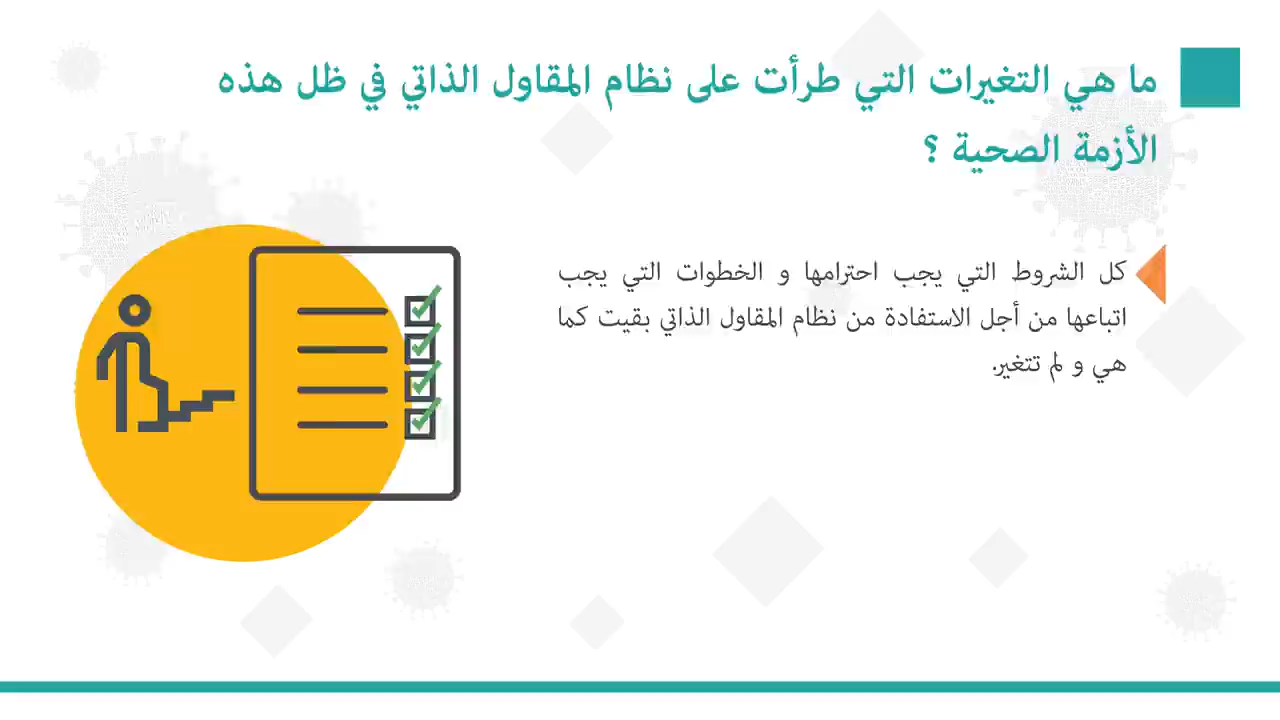 ما هي التغيرات التي طرأت على نظام المقاول الذاتي في ظل هذه
الأزمة الصحية ؟
كل الشروط التي يجب احترامها و الخطوات التي يجب
اتباعها من أجل الاستفادة من نظام المقاول الذاتي بقيت كما
هي و لم تتغير.